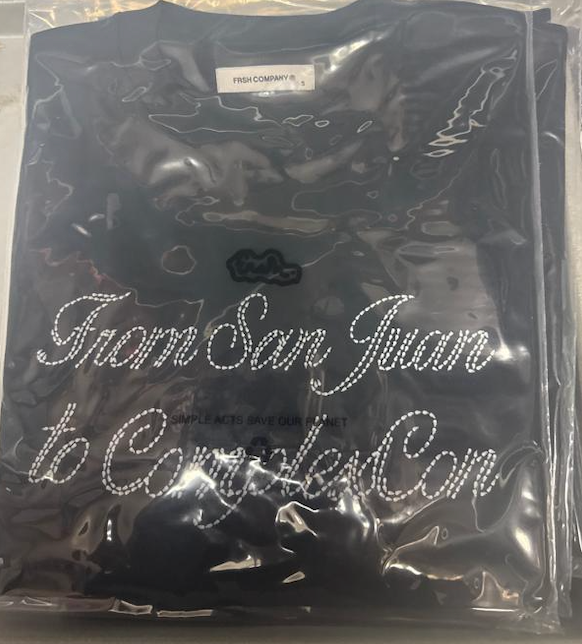 FRSH COMPANY®
S
From San Juan
SIMPLE ACTS SAVE OUR PLANET
to ComplexCon